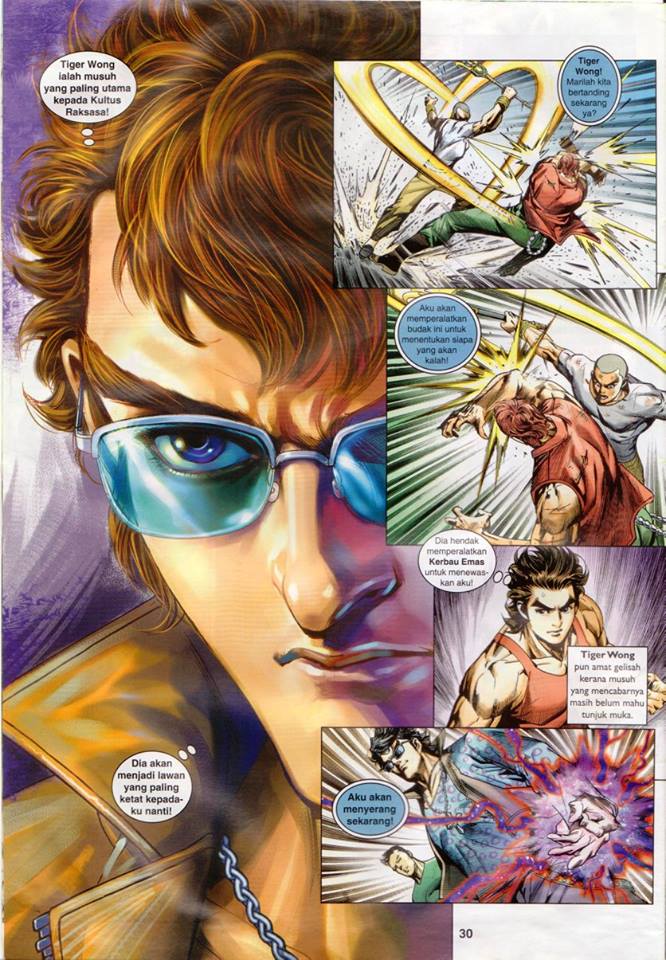 Tiger Wong
ialah musuh
yang paling utama
kepada Kultus
Raksasa!
Tiger
Wong!
Marilah kita
bertanding
sekarang
ya?
Aku akan
memperalatkan
budak ini untuk
menentukan siapa
yang akan
kalah!
Dia hendak
memperalatkan
Kerbau Emas
untuk menewas-
kan aku!
Tiger Wong
pun amat gelisah
kerana musuh
yang mencabarnya
masih belum mahu
tunjuk muka.
Dia akan
menjadi lawan
yang paling
ketat kepada-
ku nanti!
Aku akan
menyerang
sekarang!
30